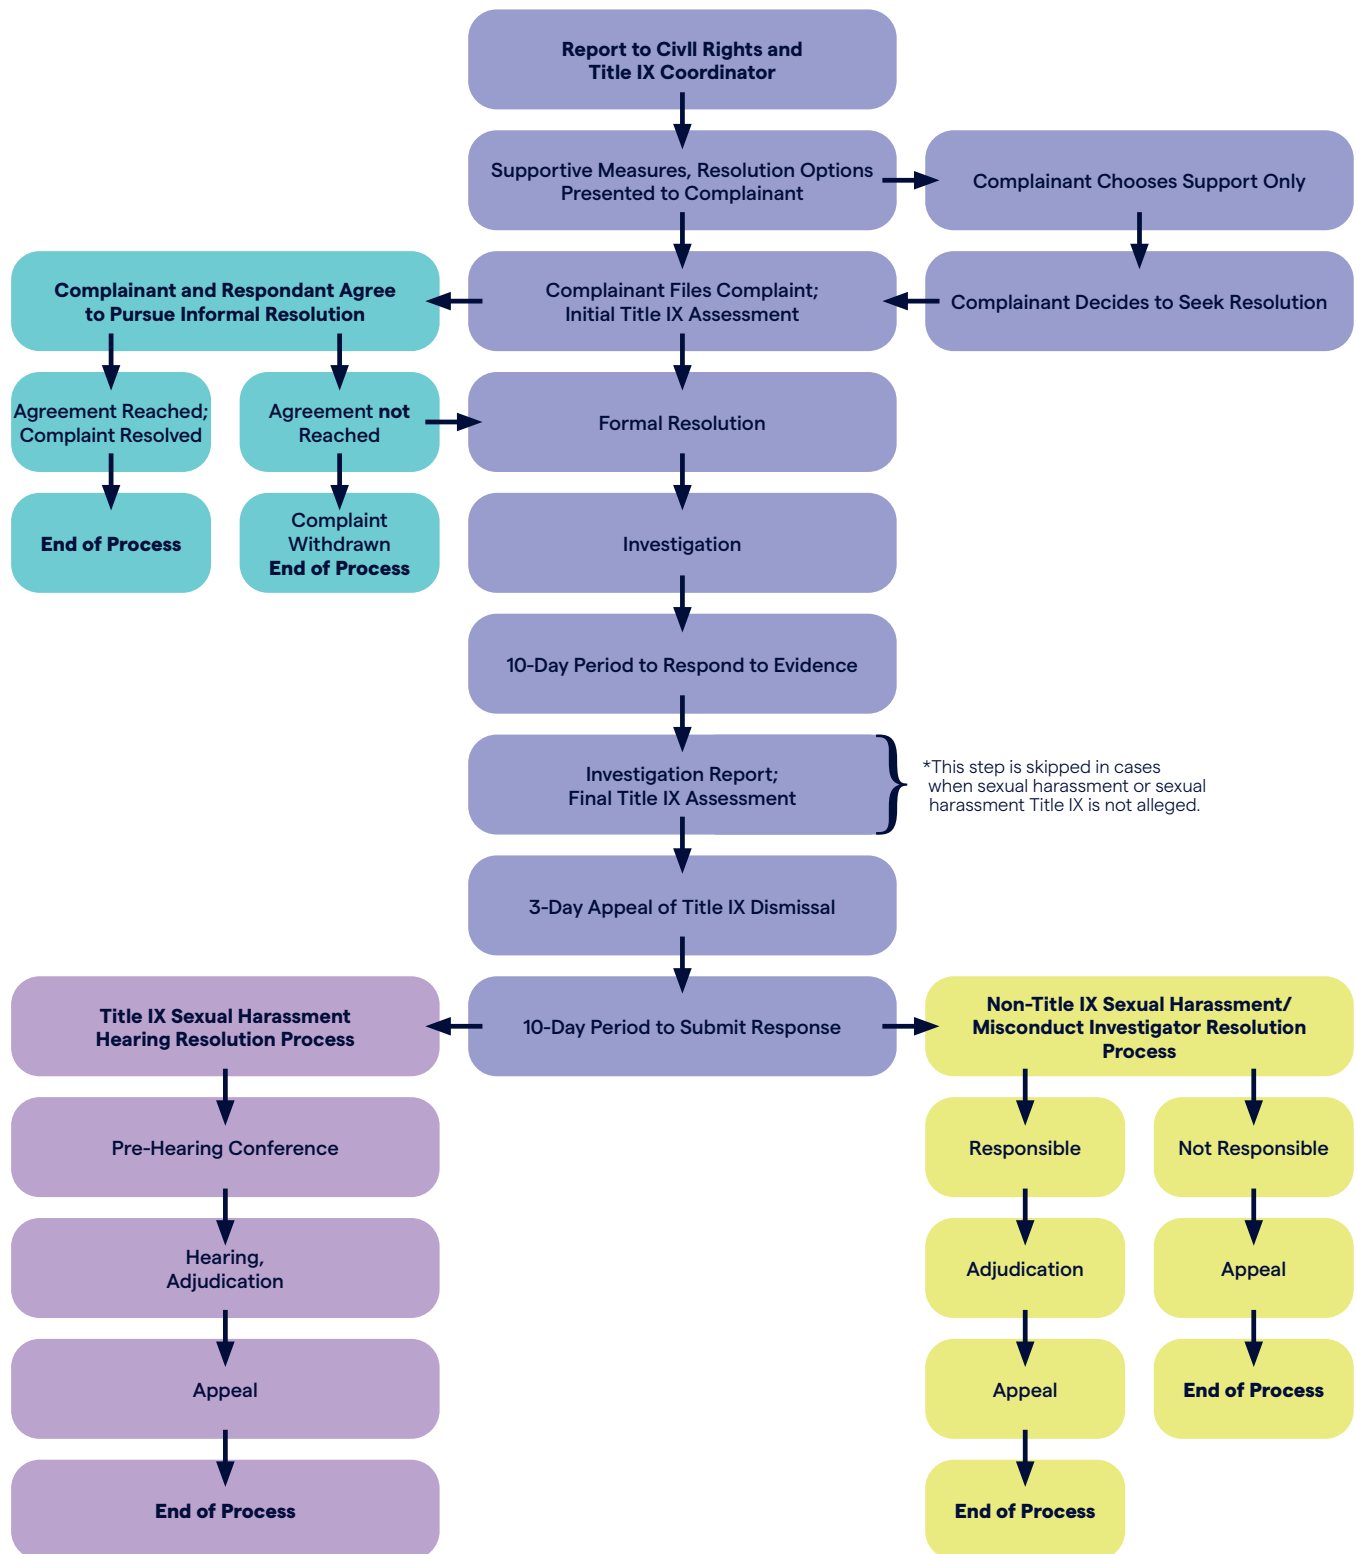 Report to Civll Rights and
Title IX Coordinator
Supportive Measures, Resolution Options
Presented to Complainant
Complainant Chooses Support Only
Complainant and Respondant Agree
to Pursue Informal Resolution
Complainant Files Complaint;
Initial Title IX Assessment
Complainant Decides to Seek Resolution
Agreement Reached;
Complaint Resolved
Agreement not
Reached
Formal Resolution
End of Process
Complaint
Withdrawn
End of Process
Investigation
10-Day Period to Respond to Evidence
Investigation Report;
Final Title IX Assessment
*This step is skipped in cases
when sexual harassment or sexual
harassment Title IX is not alleged.
3-Day Appeal of Title IX Dismissal
Title IX Sexual Harassment
Hearing Resolution Process
10-Day Period to Submit Response
Non-Title IX Sexual Harassment/
Misconduct Investigator Resolution
Process
Pre-Hearing Conference
Responsible
Not Responsible
Hearing,
Adjudication
Adjudication
Appeal
Appeal
Appeal
End of Process
End of Process
End of Process